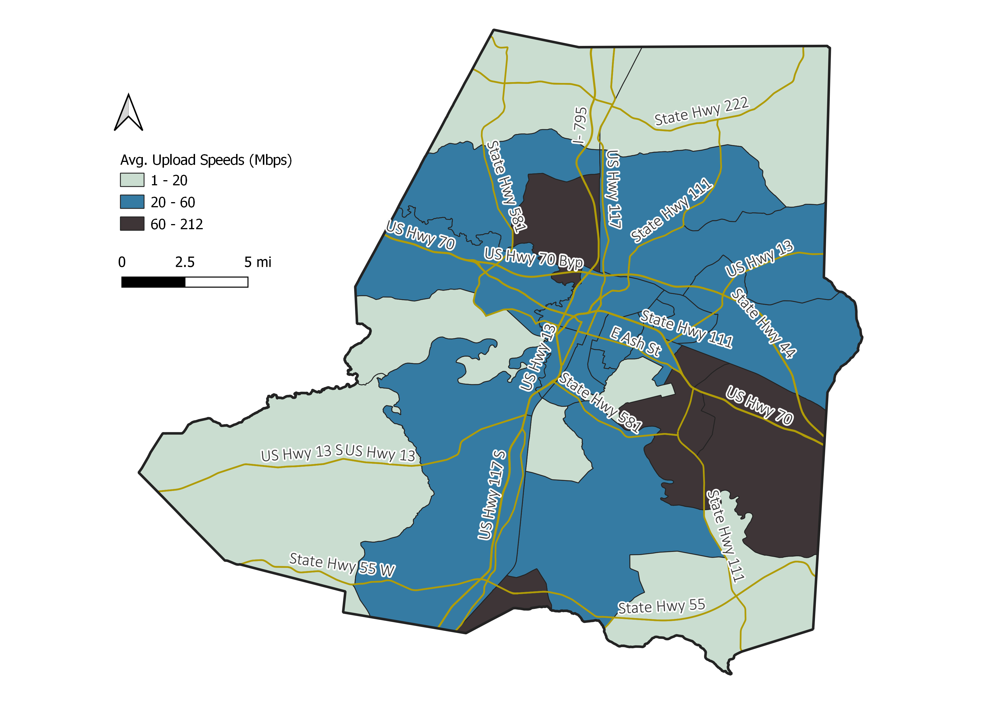 State Hwy 222
I- 795
State Hwy 581
US Hwy 117
Avg. Upload Speeds (Mbps)
1 - 20
20 - 60
60 - 212
State Hwy 111
US Hwy 70
US Hwy 70 Byp
US Hwy 13
0 2.5 5 mi
State Hwy 44
State Hwy 111
E Ash St
US Hwy 13
State Hwy 581
US Hwy 70
US Hwy 13 S
US Hwy 13
US Hwy 117 S
State Hwy 111
State Hwy 55 W
State Hwy 55